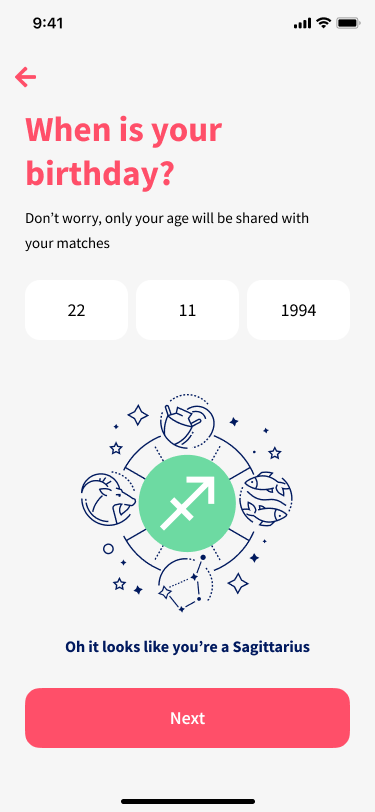 9:41
When is your
birthday?
Don’t worry, only your age will be shared with
your matches
22 11 1994
Oh it looks like you’re a Sagittarius
Next